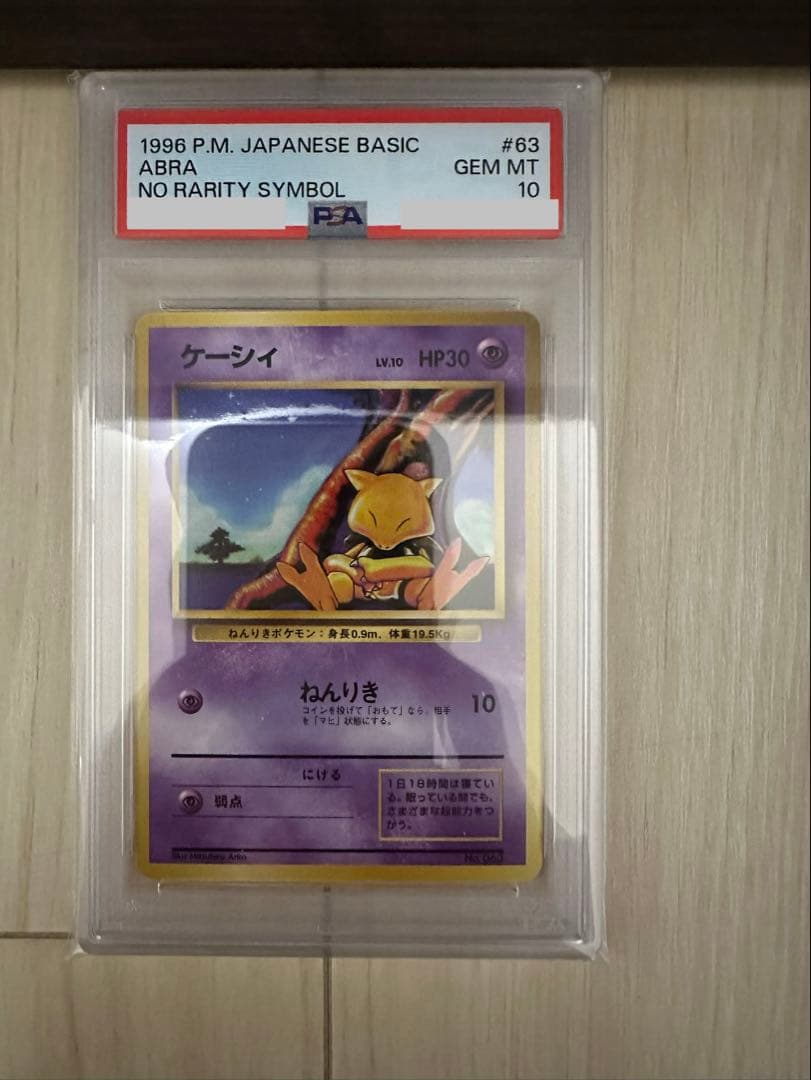 1996 P.M. JAPANESE BASIC #63
ABRA GEM MT
NO RARITY SYMBOL 10
PSA
ケーシィ LV.10 HP30
ねんりきポケモン：身長0.9m、体重19.5Kg
ねんりき 10
コインを投げて「おもて」なら、相手
を「マヒ」状態にする。
にげる
弱点
1日18時間は寝てい
る。眠っている間でも、
さまざまな超能力をつ
かう。
Illus. Mitsuhiro Arita
No.063